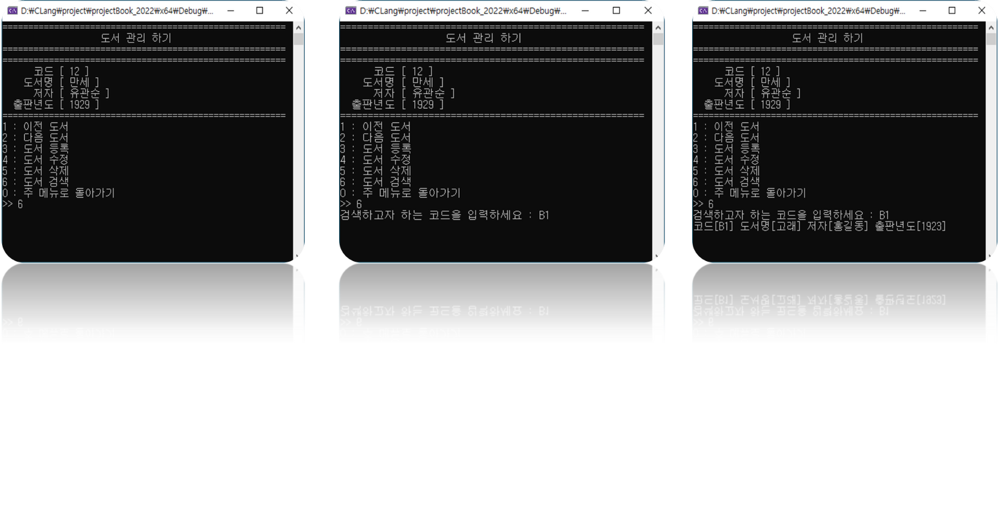 D:₩CLang₩project₩projectBook_2022₩x64₩Debug₩...
==========================================================
도서 관리 하기
==========================================================
==========================================================
코드 [ 12 ]
도서명 [ 만세 ]
저자 [ 유관순 ]
출판년도 [ 1929 ]
==========================================================
1 : 이전 도서
2 : 다음 도서
3 : 도서 등록
4 : 도서 수정
5 : 도서 삭제
6 : 도서 검색
0 : 주 메뉴로 돌아가기
>> 6
D:₩CLang₩project₩projectBook_2022₩x64₩Debug₩...
==========================================================
도서 관리 하기
==========================================================
==========================================================
코드 [ 12 ]
도서명 [ 만세 ]
저자 [ 유관순 ]
출판년도 [ 1929 ]
==========================================================
1 : 이전 도서
2 : 다음 도서
3 : 도서 등록
4 : 도서 수정
5 : 도서 삭제
6 : 도서 검색
0 : 주 메뉴로 돌아가기
>> 6
검색하고자 하는 코드을 입력하세요 : B1
D:₩CLang₩project₩projectBook_2022₩x64₩Debug₩...
==========================================================
도서 관리 하기
==========================================================
==========================================================
코드 [ 12 ]
도서명 [ 만세 ]
저자 [ 유관순 ]
출판년도 [ 1929 ]
==========================================================
1 : 이전 도서
2 : 다음 도서
3 : 도서 등록
4 : 도서 수정
5 : 도서 삭제
6 : 도서 검색
0 : 주 메뉴로 돌아가기
>> 6
검색하고자 하는 코드을 입력하세요 : B1
코드[B1] 도서명[고래] 저자[홍길동] 출판년도[1923]